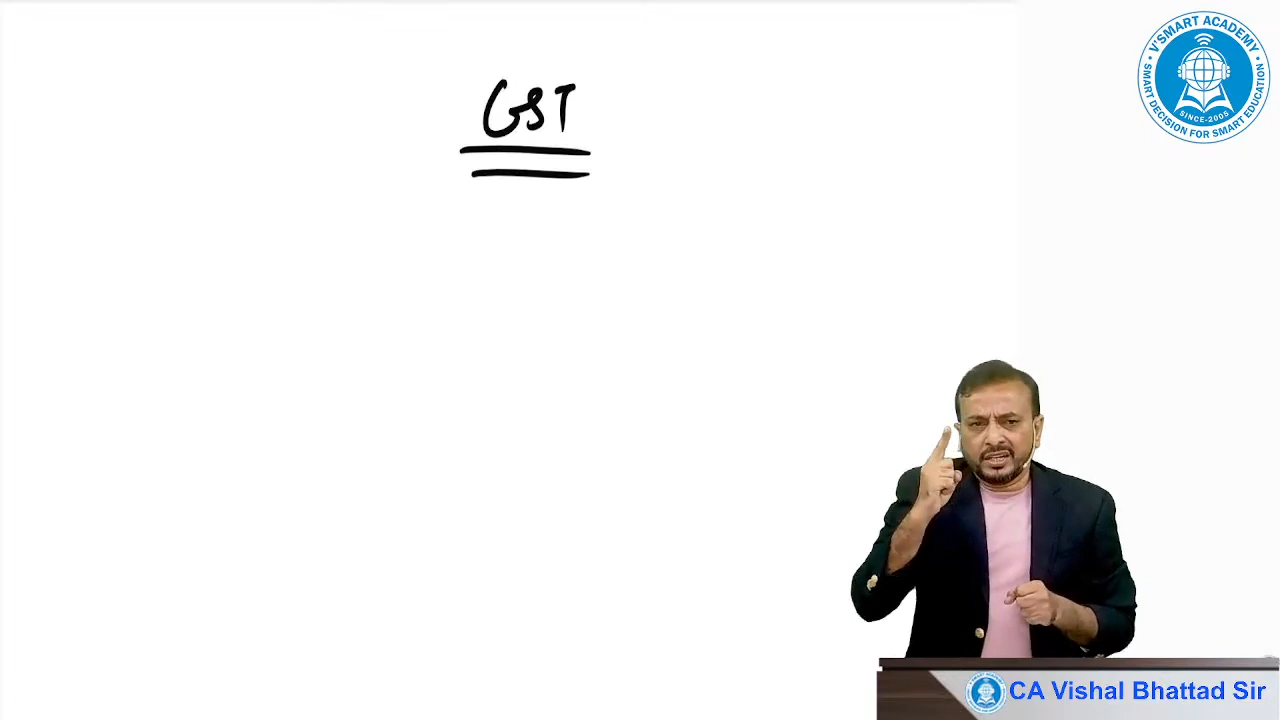 GST
V'SMART ACADEMY
SMART DECISION FOR SMART EDUCATION
SINCE-2005
CA Vishal Bhattad Sir